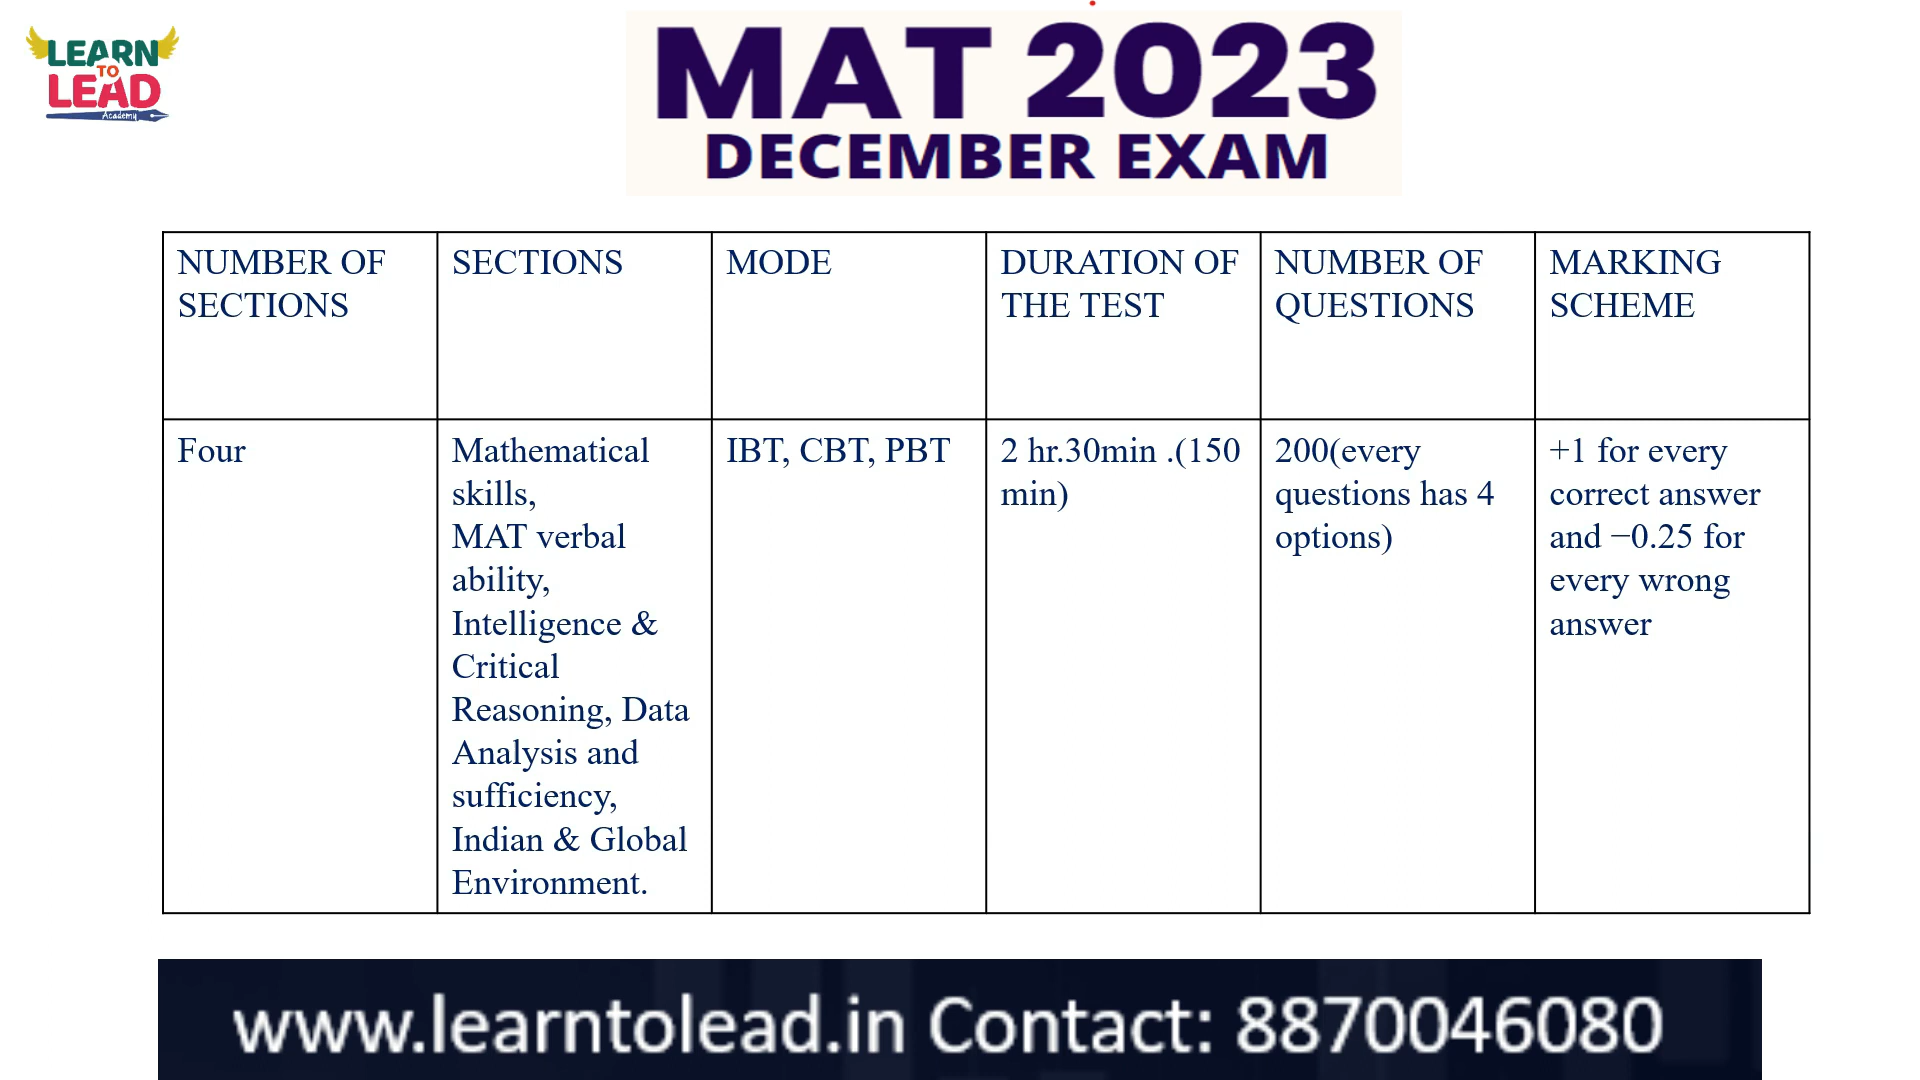 LEARN
TO
LEAD
Academy
MAT 2023
DECEMBER EXAM
NUMBER OF
SECTIONS
SECTIONS
MODE
DURATION OF
THE TEST
NUMBER OF
QUESTIONS
MARKING
SCHEME
Four
Mathematical
skills,
MAT verbal
ability,
Intelligence &
Critical
Reasoning, Data
Analysis and
sufficiency,
Indian & Global
Environment.
IBT, CBT, PBT
2 hr.30min .(150
min)
200(every
questions has 4
options)
+1 for every
correct answer
and −0.25 for
every wrong
answer
www.learntolead.in Contact: 8870046080